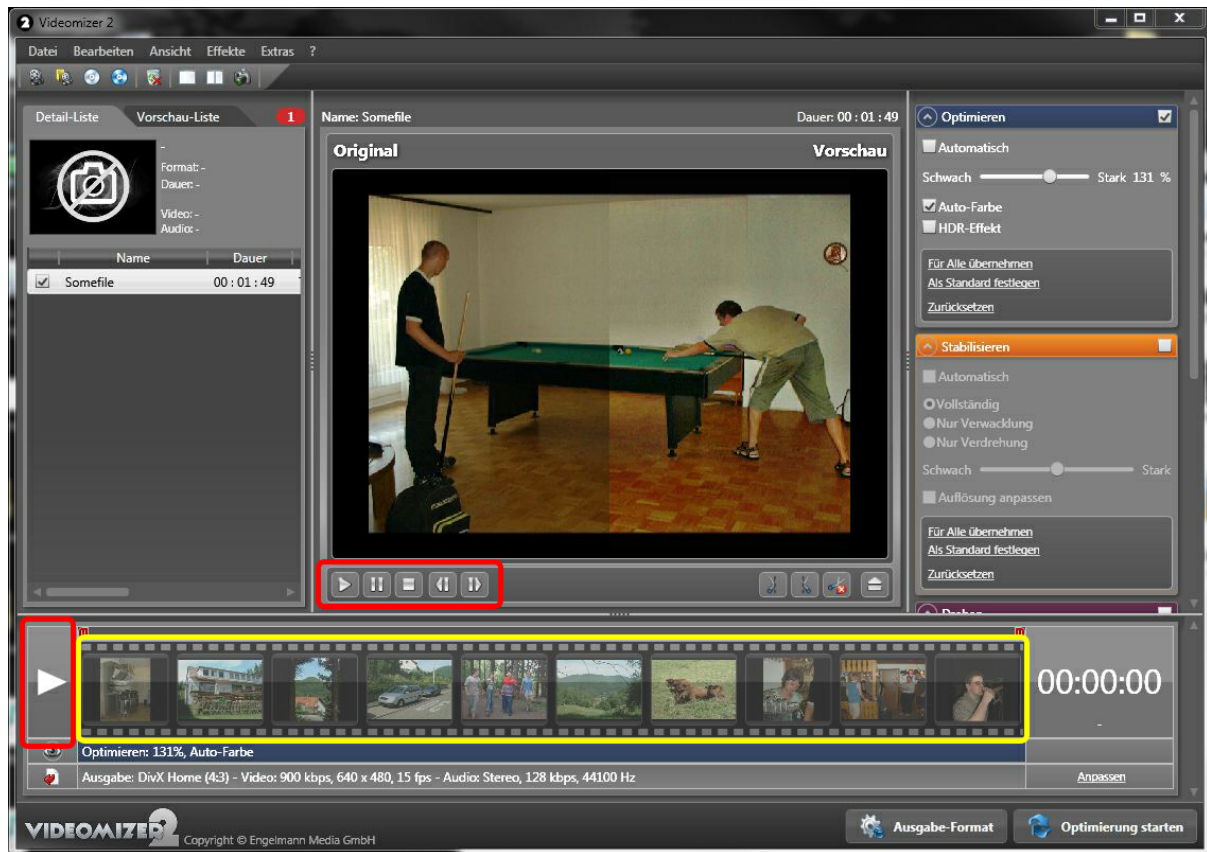 Videomizer 2
Datei Bearbeiten Ansicht Effekte Extras ?
Detail-Liste Vorschau-Liste 1
-
Format: -
Dauer: -
Video: -
Audio: -
Name Dauer
Somefile 00 : 01 : 49
Name: Somefile Dauer: 00 : 01 : 49
Original Vorschau
Optimieren
Automatisch
Schwach Stark 131 %
Auto-Farbe
HDR-Effekt
Für Alle übernehmen
Als Standard festlegen
Zurücksetzen
Stabilisieren
Automatisch
Vollständig
Nur Verwacklung
Nur Verdrehung
Schwach Stark
Auflösung anpassen
Für Alle übernehmen
Als Standard festlegen
Zurücksetzen
Drehen
00:00:00
-
Optimieren: 131%, Auto-Farbe
Ausgabe: DivX Home (4:3) - Video: 900 kbps, 640 x 480, 15 fps - Audio: Stereo, 128 kbps, 44100 Hz Anpassen
VIDEOMIZER 2 Copyright © Engelmann Media GmbH
Ausgabe-Format Optimierung starten